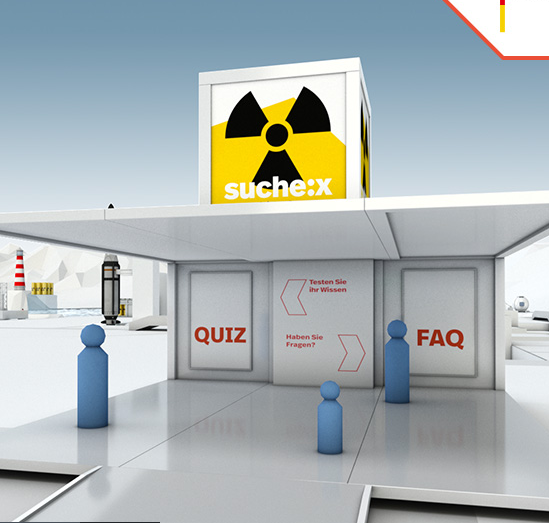 suche:x
Testen Sie
ihr Wissen
QUIZ
Haben Sie
Fragen?
FAQ